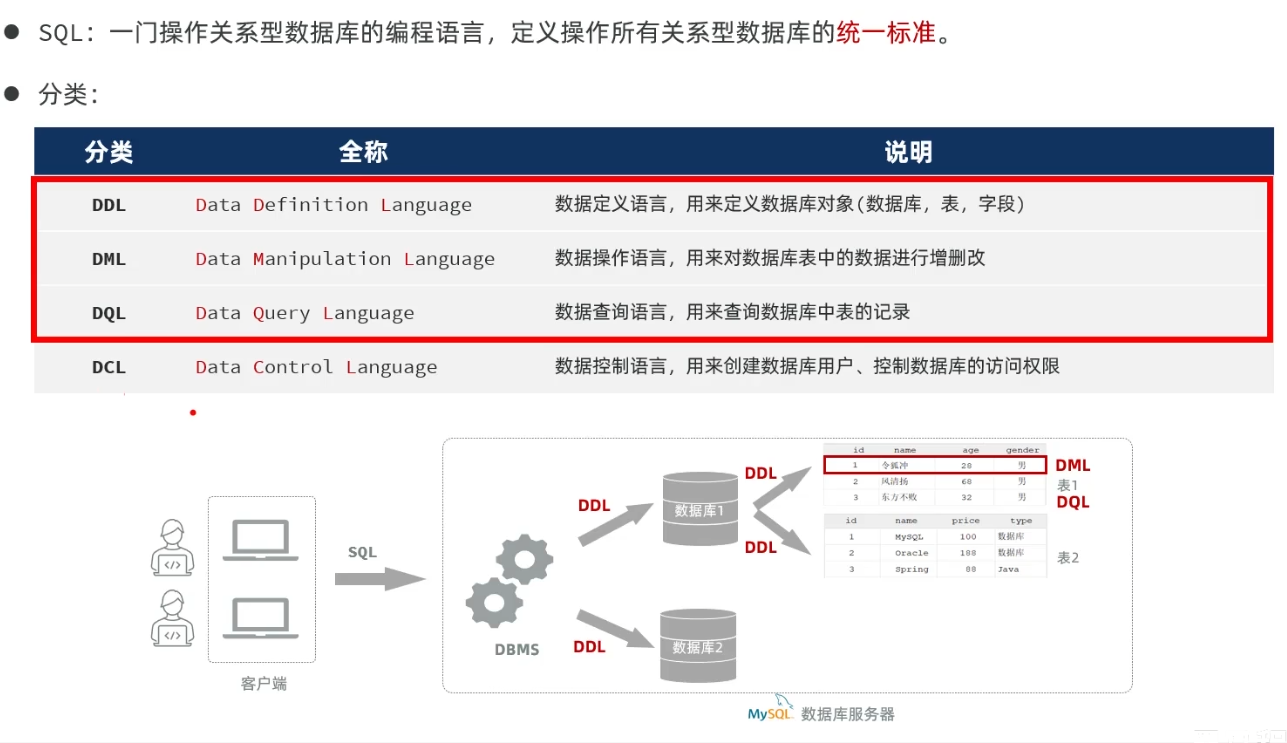 SQL：一门操作关系型数据库的编程语言，定义操作所有关系型数据库的统一标准。
分类：
分类 全称 说明
DDL Data Definition Language 数据定义语言，用来定义数据库对象(数据库，表，字段)
DML Data Manipulation Language 数据操作语言，用来对数据库表中的数据进行增删改
DQL Data Query Language 数据查询语言，用来查询数据库中表的记录
DCL Data Control Language 数据控制语言，用来创建数据库用户、控制数据库的访问权限
</>
</>
客户端
SQL
DBMS
DDL
DDL
数据库1
数据库2
DDL
DDL
id name age gender
1 令狐冲 28 男
2 风清扬 68 男
3 东方不败 32 男
DML
表1
DQL
id name price type
1 MySQL 100 数据库
2 Oracle 188 数据库
3 Spring 88 Java
表2
MySQL 数据库服务器